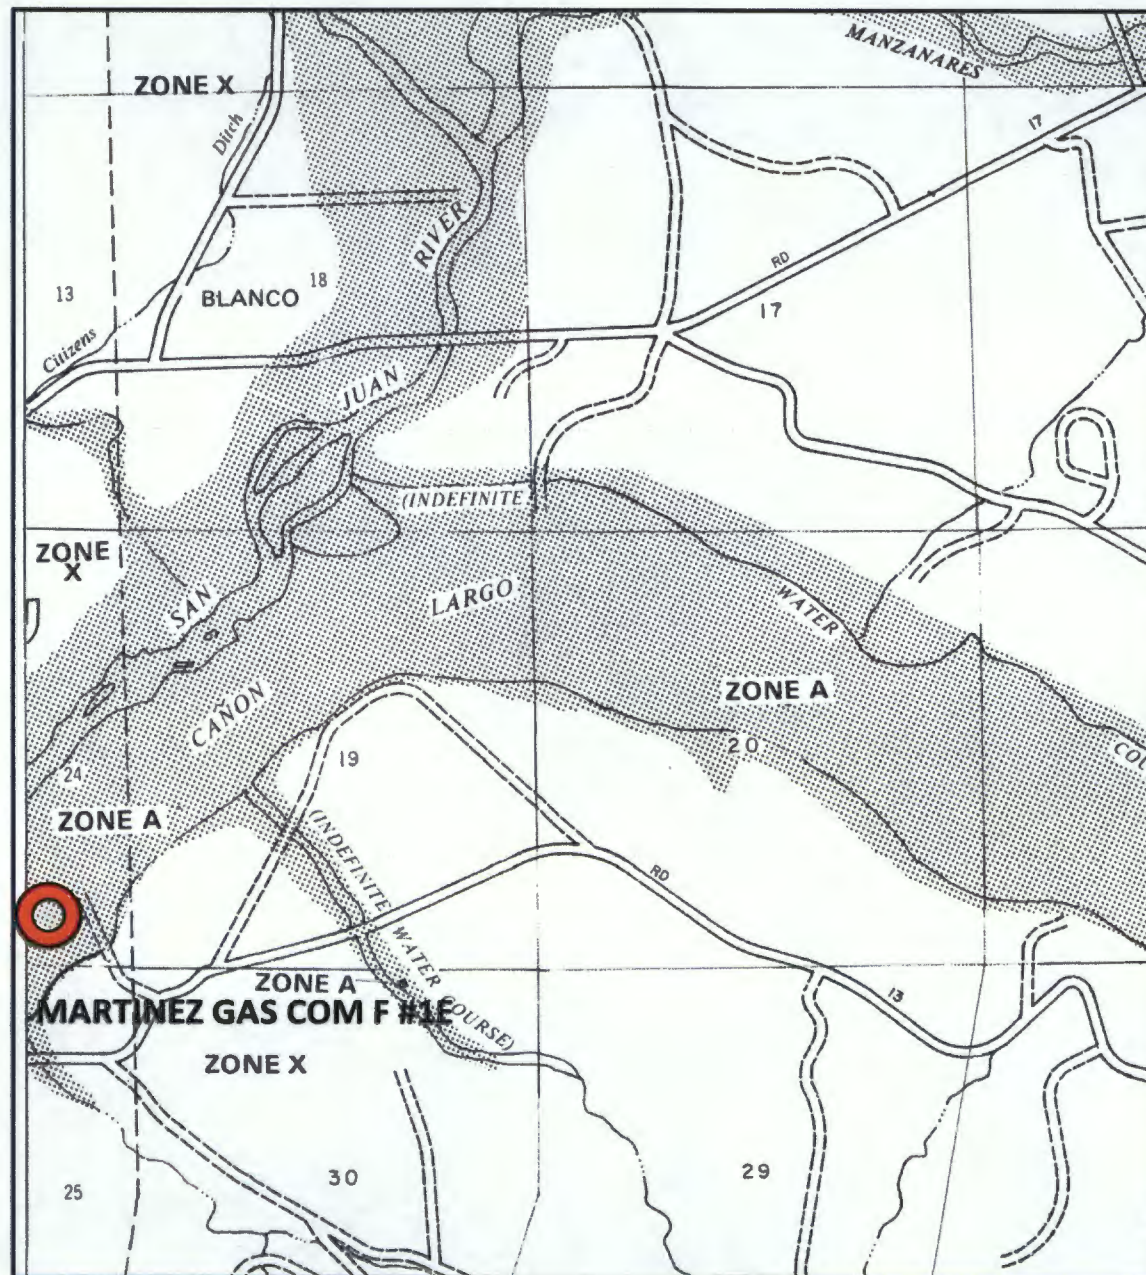 MANZANARES
ZONE X
17
Ditch
RIVER
RD
13
18
BLANCO
17
Citizens
JUAN
(INDEFINITE
ZONE
X
LARGO
SAN
WATER
ZONE A
CAÑON
COU
20
19
24
ZONE A
(INDEFINITE WATER COURSE)
RD
ZONE A
13
MARTINEZ GAS COM F #1E
ZONE X
30
29
25